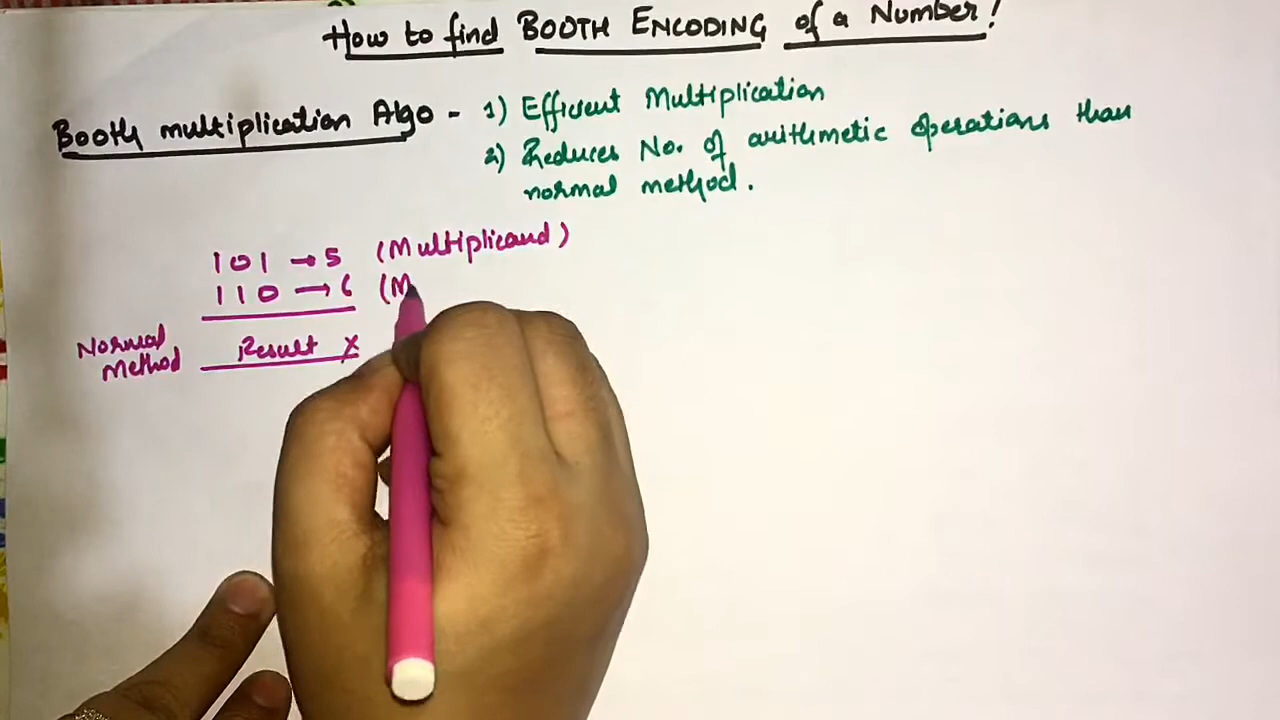 How to find BOOTH ENCODING of a Number!
Booth multiplication Algo - 1) Efficient Multiplication
2) Reduces No. of arithmetic operations than
normal method.
101 → 5 (Multiplicand)
110 → 6 (M
Normal Method Result X